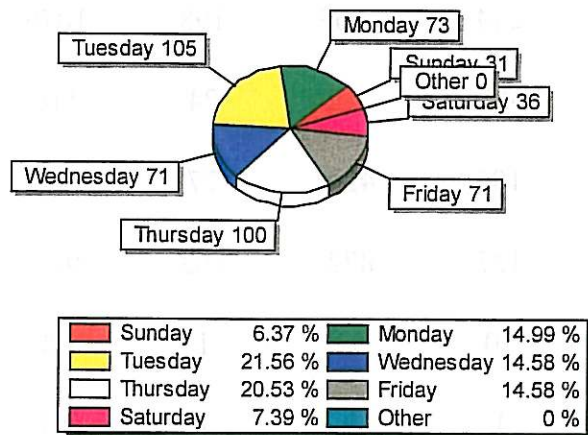 Monday 73
Tuesday 105
Sunday 31
Other 0
Saturday 36
Wednesday 71
Friday 71
Thursday 100
Sunday 6.37 % Monday 14.99 %
Tuesday 21.56 % Wednesday 14.58 %
Thursday 20.53 % Friday 14.58 %
Saturday 7.39 % Other 0 %